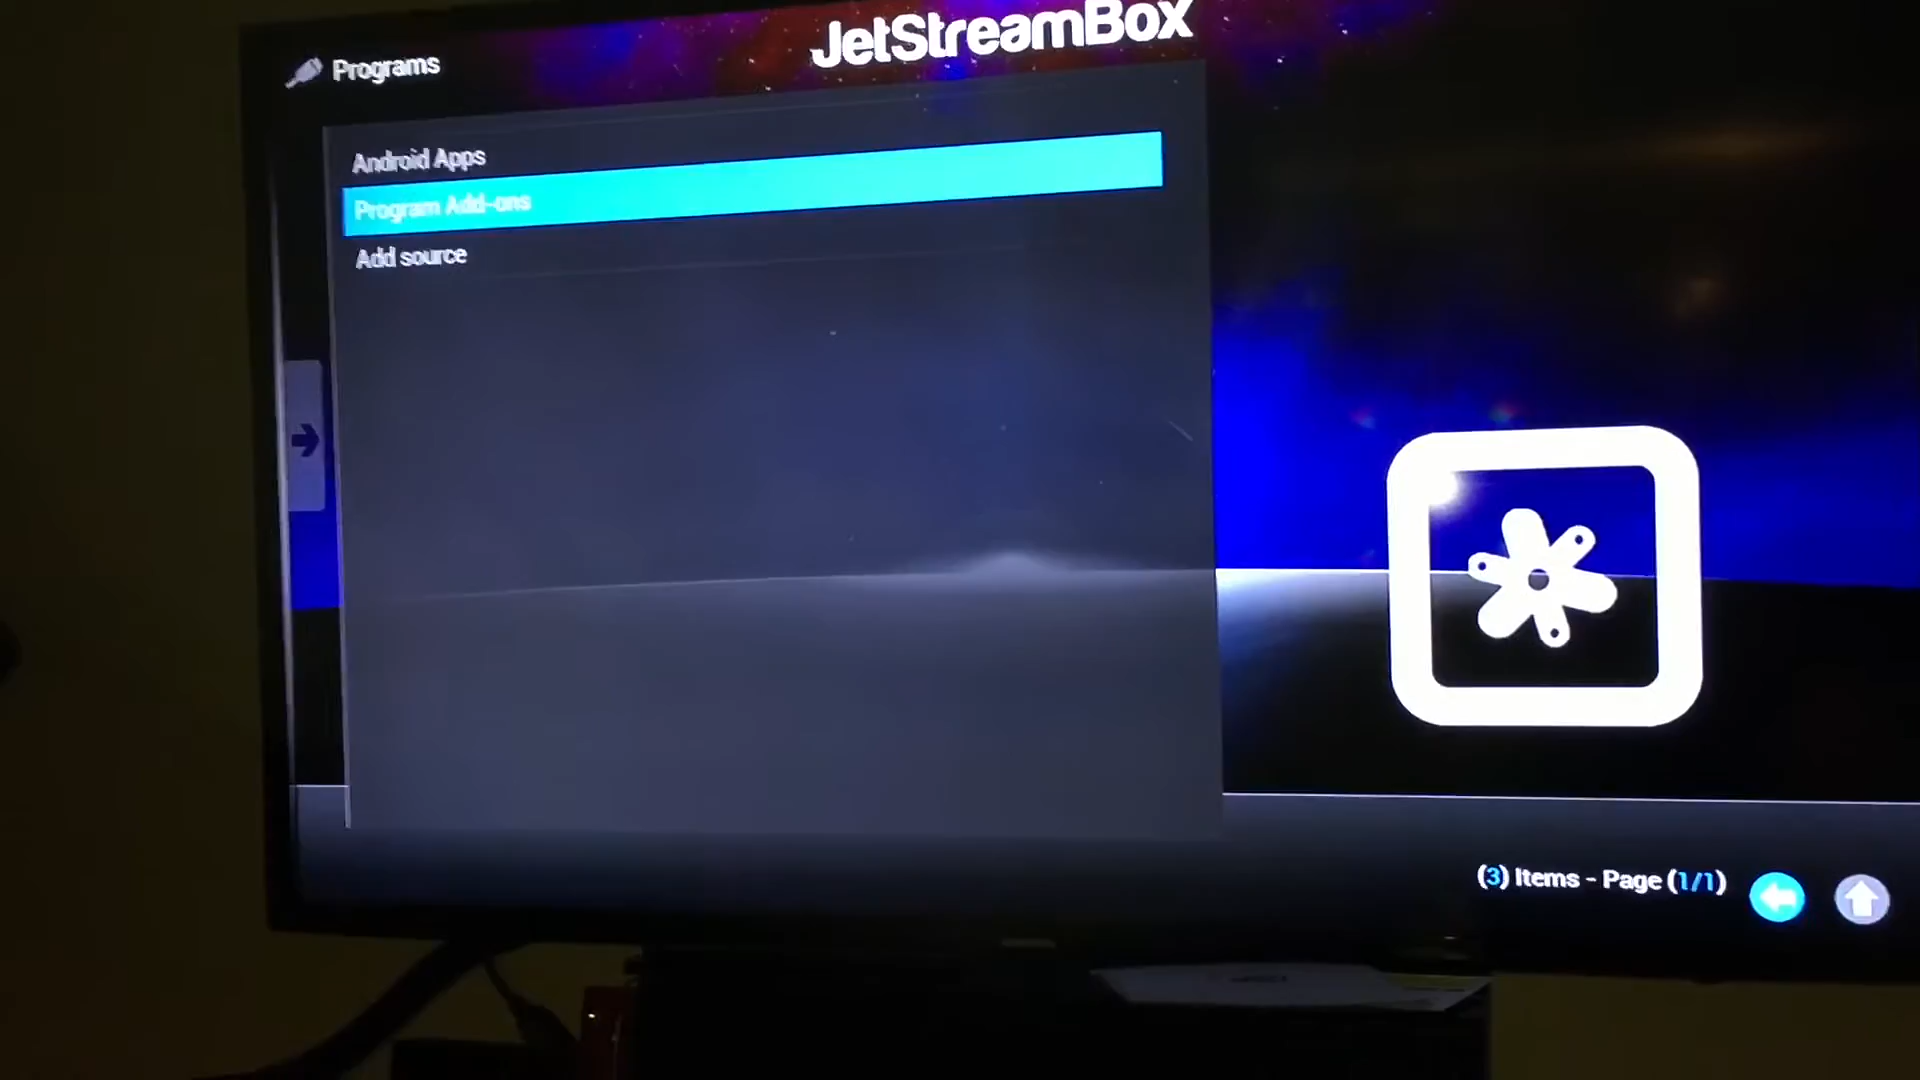 JetStreamBox
Programs
Android Apps
Program Add-ons
Add source
(3) Items - Page (1/1)